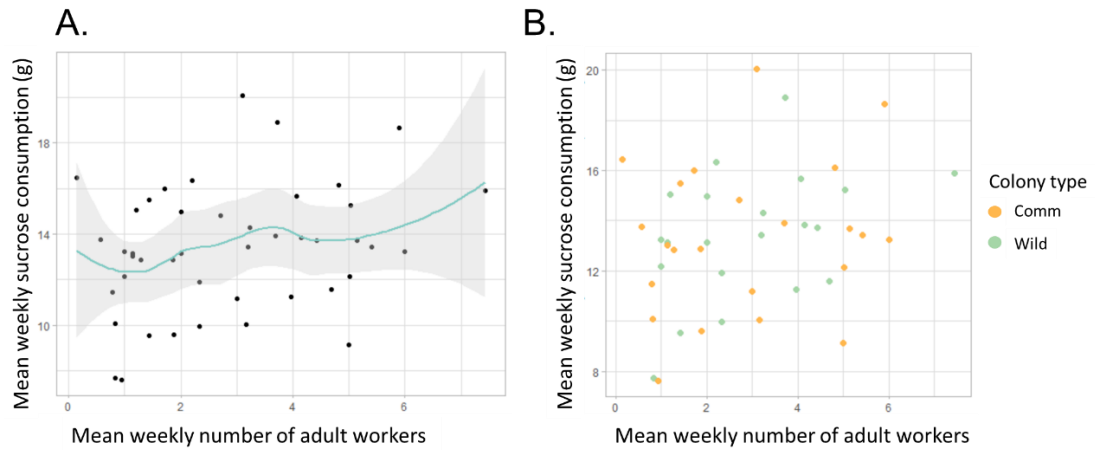 A.
B.
Mean weekly sucrose consumption (g)
18
14
10
0 2 4 6
Mean weekly number of adult workers
Mean weekly sucrose consumption (g)
20
16
12
8
0 2 4 6
Mean weekly number of adult workers
Colony type
Comm
Wild